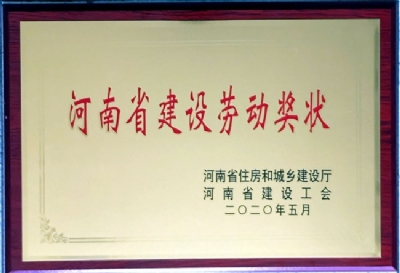 河南省建设劳动奖状
河南省住房和城乡建设厅
河南省建设工会
二〇二〇年五月